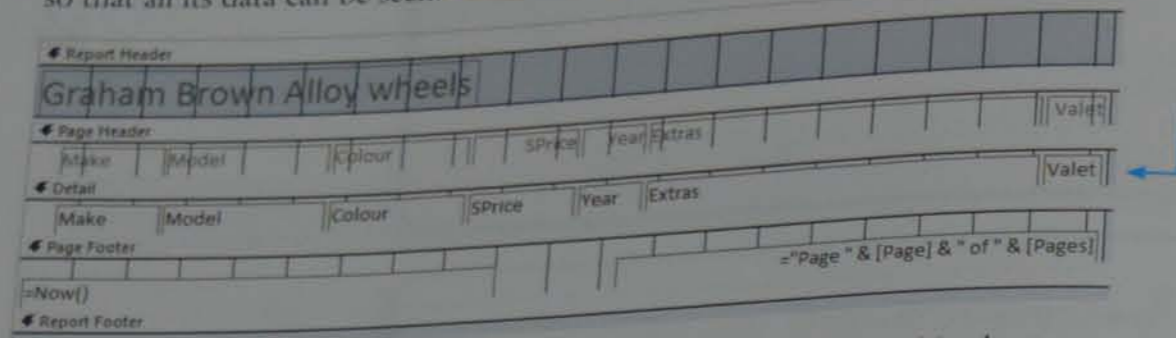 so that all its data can be seen
Report Header
Graham Brown Alloy wheels
Page Header
Make Model Colour SPrice Year Extras Valet
Detail
Make Model Colour SPrice Year Extras Valet
Page Footer
=Now() ="Page " & [Page] & " of " & [Pages]
Report Footer